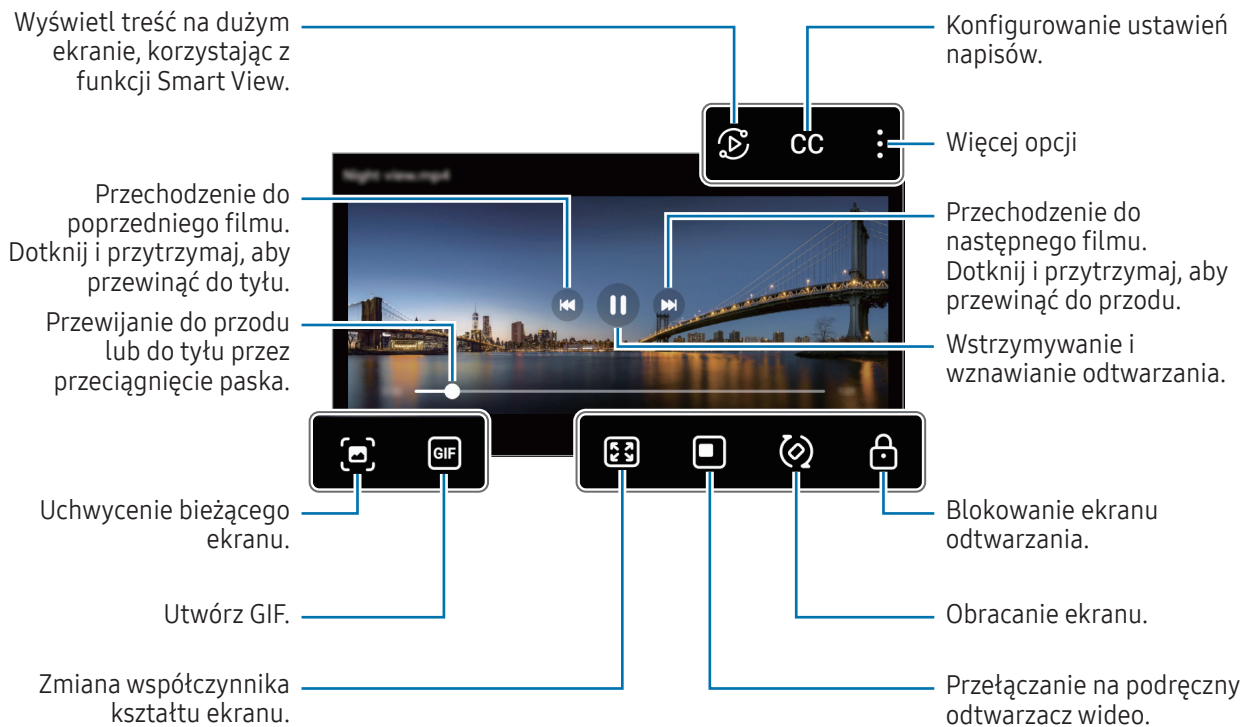 Wyświetl treść na dużym
ekranie, korzystając z
funkcji Smart View.
Konfigurowanie ustawień
napisów.
CC
Więcej opcji
Night view.mp4
Przechodzenie do
poprzedniego filmu.
Dotknij i przytrzymaj, aby
przewinąć do tyłu.
Przechodzenie do
następnego filmu.
Dotknij i przytrzymaj, aby
przewinąć do przodu.
Przewijanie do przodu
lub do tyłu przez
przeciągnięcie paska.
Wstrzymywanie i
wznawianie odtwarzania.
GIF
Uchwycenie bieżącego
ekranu.
Blokowanie ekranu
odtwarzania.
Utwórz GIF.
Obracanie ekranu.
Zmiana współczynnika
kształtu ekranu.
Przełączanie na podręczny
odtwarzacz wideo.